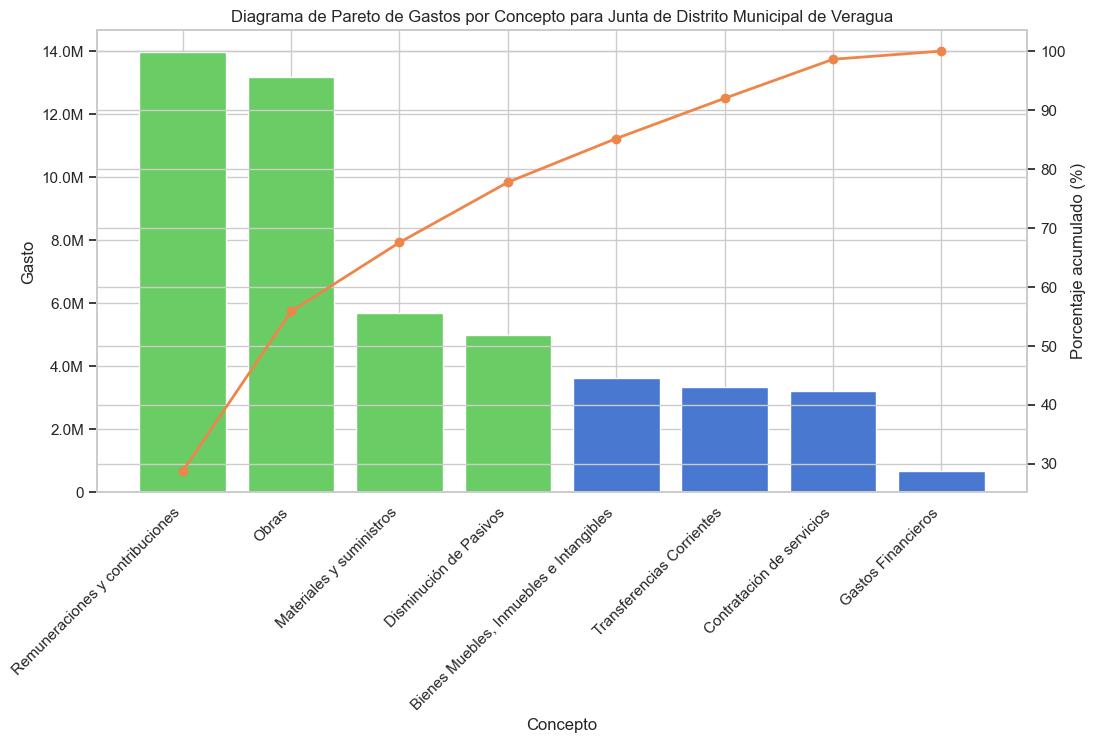 Diagrama de Pareto de Gastos por Concepto para Junta de Distrito Municipal de Veragua
14.0M
12.0M
10.0M
8.0M
6.0M
4.0M
2.0M
0
Gasto
100
90
80
70
60
50
40
30
Porcentaje acumulado (%)
Remuneraciones y contribuciones
Obras
Materiales y suministros
Disminución de Pasivos
Bienes Muebles, Inmuebles e Intangibles
Transferencias Corrientes
Contratación de servicios
Gastos Financieros
Concepto